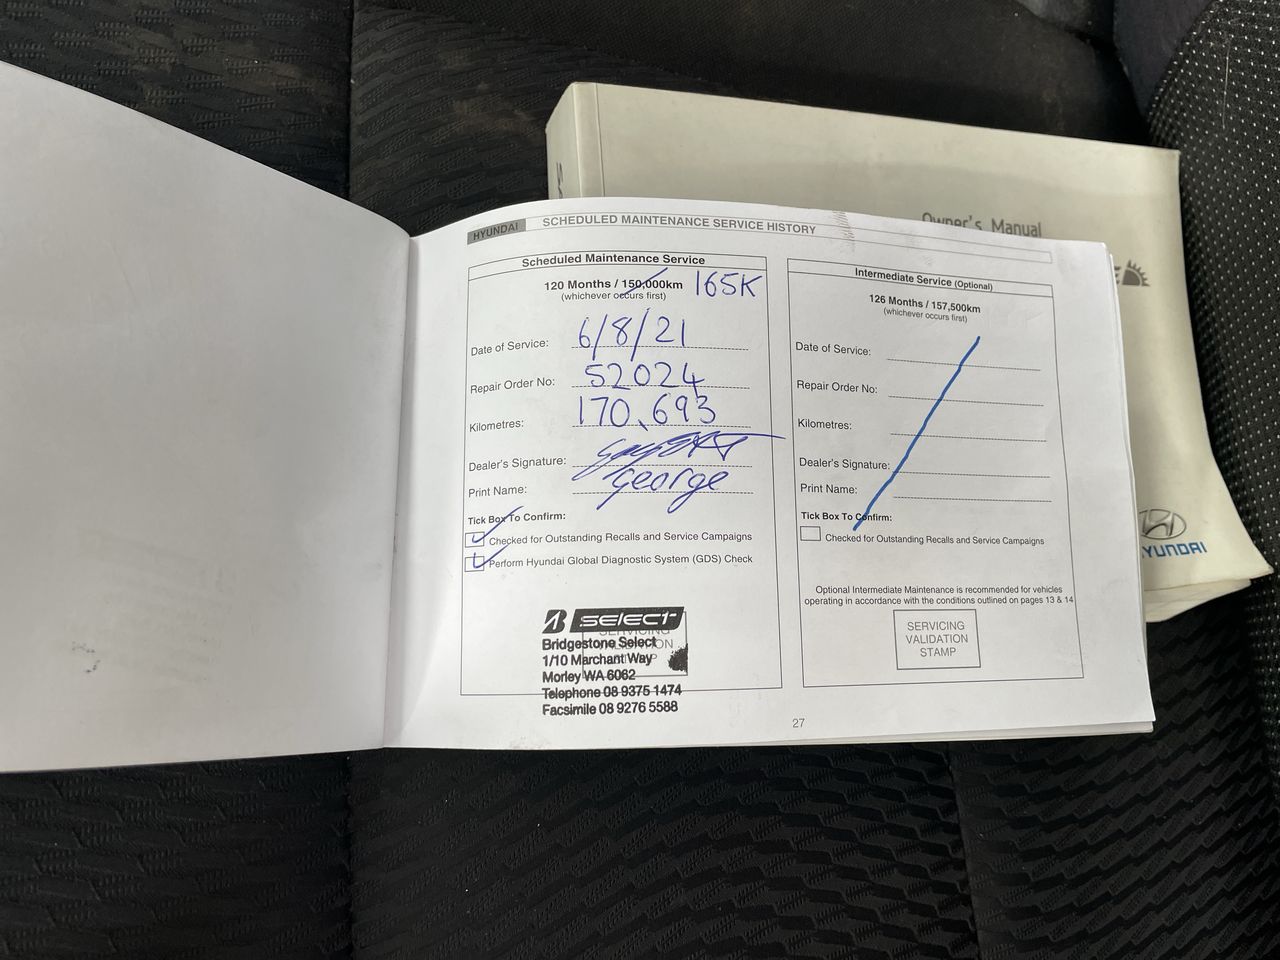 Owner's Manual
HYUNDAI SCHEDULED MAINTENANCE SERVICE HISTORY
Scheduled Maintenance Service
120 Months / 150,000km 165K
(whichever occurs first)
Date of Service: 6/8/21
Repair Order No: 52024
Kilometres: 170,693
Dealer's Signature:
Print Name: George
Tick Box To Confirm:
Checked for Outstanding Recalls and Service Campaigns
Perform Hyundai Global Diagnostic System (GDS) Check
SELECT
SERVICING
VALIDATION
STAMP
Bridgestone Select
1/10 Marchant Way
Morley WA 6062
Telephone 08 9375 1474
Facsimile 08 9276 5588
Intermediate Service (Optional)
126 Months / 157,500km
(whichever occurs first)
Date of Service:
Repair Order No:
Kilometres:
Dealer's Signature:
Print Name:
Tick Box To Confirm:
Checked for Outstanding Recalls and Service Campaigns
Optional Intermediate Maintenance is recommended for vehicles
operating in accordance with the conditions outlined on pages 13 & 14
SERVICING
VALIDATION
STAMP
27
HYUNDAI